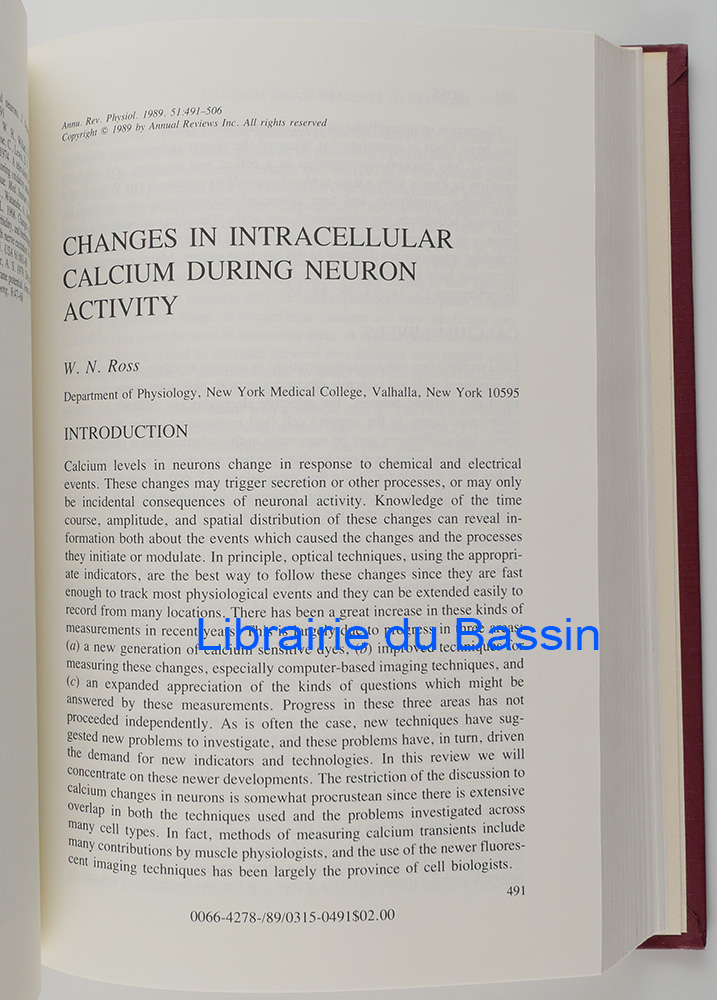 Annu. Rev. Physiol. 1989. 51:491–506
Copyright © 1989 by Annual Reviews Inc. All rights reserved
CHANGES IN INTRACELLULAR
CALCIUM DURING NEURON
ACTIVITY
W. N. Ross
Department of Physiology, New York Medical College, Valhalla, New York 10595
INTRODUCTION
Calcium levels in neurons change in response to chemical and electrical
events. These changes may trigger secretion or other processes, or may only
be incidental consequences of neuronal activity. Knowledge of the time
course, amplitude, and spatial distribution of these changes can reveal in-
formation both about the events which caused the changes and the processes
they initiate or modulate. In principle, optical techniques, using the appropri-
ate indicators, are the best way to follow these changes since they are fast
enough to track most physiological events and they can be extended easily to
record from many locations. There has been a great increase in these kinds of
measurements in recent years. This is largely due to progress in three areas:
Librairie du Bassin
(a) a new generation of calcium sensitive dyes, (b) improved techniques for
measuring these changes, especially computer-based imaging techniques, and
(c) an expanded appreciation of the kinds of questions which might be
answered by these measurements. Progress in these three areas has not
proceeded independently. As is often the case, new techniques have sug-
gested new problems to investigate, and these problems have, in turn, driven
the demand for new indicators and technologies. In this review we will
concentrate on these newer developments. The restriction of the discussion to
calcium changes in neurons is somewhat procrustean since there is extensive
overlap in both the techniques used and the problems investigated across
many cell types. In fact, methods of measuring calcium transients include
many contributions by muscle physiologists, and the use of the newer fluores-
cent imaging techniques has been largely the province of cell biologists.
491
0066-4278-/89/0315-0491$02.00